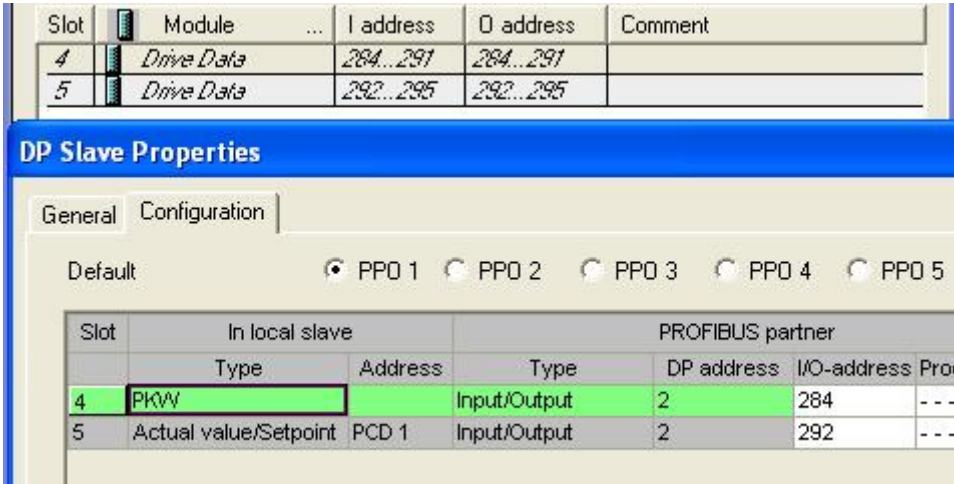 Slot Module ... I address O address Comment
4 Drive Data 284...291 284...291
5 Drive Data 292...295 292...295
DP Slave Properties
General Configuration
Default PPO 1 PPO 2 PPO 3 PPO 4 PPO 5
Slot In local slave PROFIBUS partner
Type Address Type DP address I/O-address Proc
4 PKW Input/Output 2 284 ---
5 Actual value/Setpoint PCD 1 Input/Output 2 292 ---